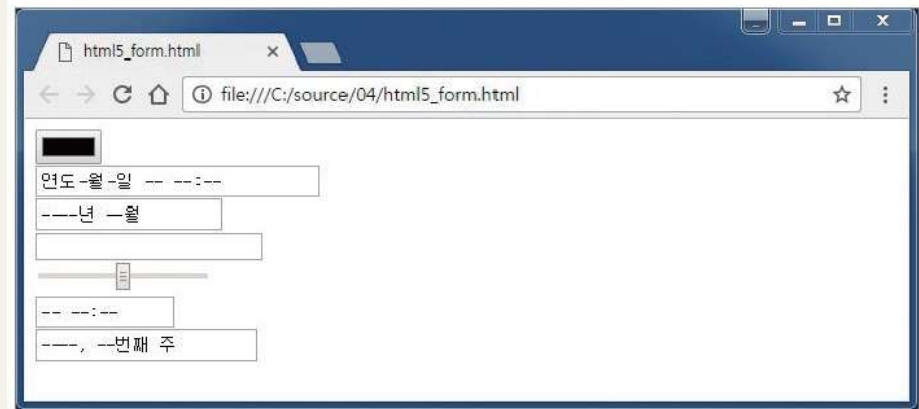 html5_form.html
file:///C:/source/04/html5_form.html
연도-월-일 -- --:--
----년 --월
-- --:--
----, --번째 주